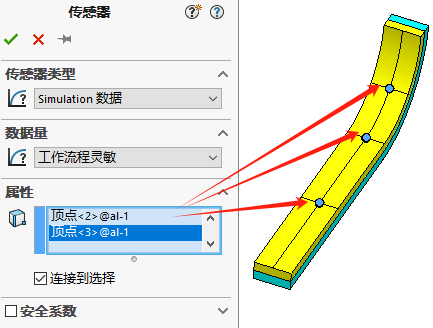 传感器
传感器类型
Simulation 数据
数据量
工作流程灵敏
属性
顶点<2>@al-1
顶点<3>@al-1
连接到选择
安全系数